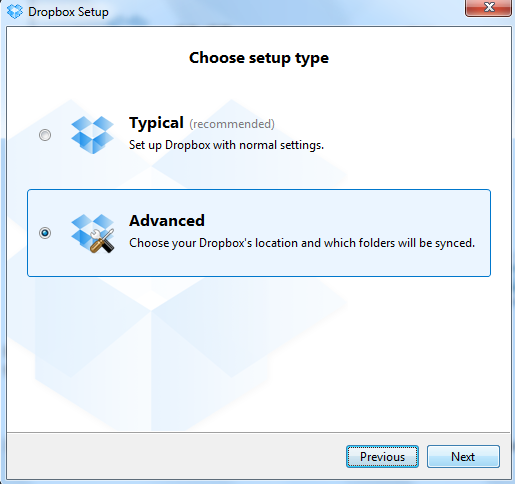 Dropbox Setup
Choose setup type
Typical (recommended)
Set up Dropbox with normal settings.
Advanced
Choose your Dropbox's location and which folders will be synced.
Previous Next